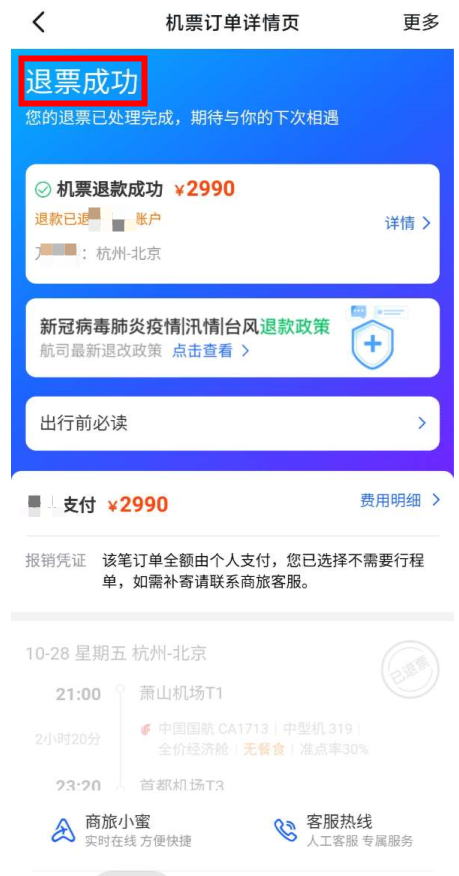 机票订单详情页 更多
退票成功
您的退票已处理完成，期待与你的下次相遇
机票退款成功 ¥2990
退款已退 账户
详情
：杭州-北京
新冠病毒肺炎疫情|汛情|台风退款政策
航司最新退改政策 点击查看
出行前必读
支付 ¥2990 费用明细
报销凭证 该笔订单全额由个人支付，您已选择不需要行程
单，如需补寄请联系商旅客服。
10-28 星期五 杭州-北京
已退票
21:00 萧山机场T1
中国国航 CA1713 | 中型机 319 |
2小时20分
全价经济舱 | 无餐食 | 准点率30%
23:20 首都机场T3
商旅小蜜 客服热线
实时在线 方便快捷 人工客服 专属服务